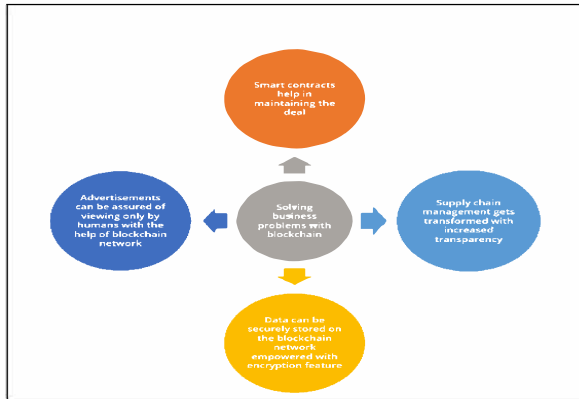 Smart contracts
help in
maintaining the
deal
Advertisements
can be assured of
viewing only by
humans with the
help of blockchain
network
Solving
business
problems with
blockchain
Supply chain
management gets
transformed with
increased
transparency
Data can be
securely stored on
the blockchain
network
empowered with
encryption feature